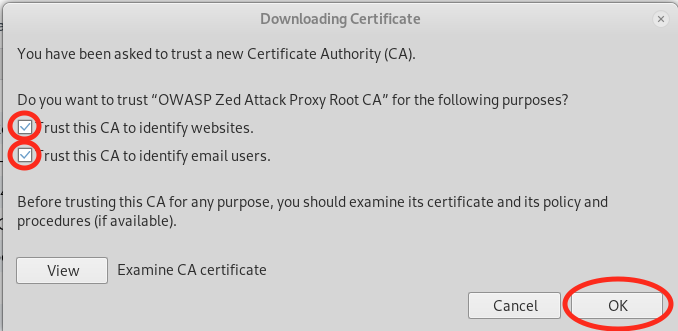 Downloading Certificate
You have been asked to trust a new Certificate Authority (CA).
Do you want to trust “OWASP Zed Attack Proxy Root CA” for the following purposes?
Trust this CA to identify websites.
Trust this CA to identify email users.
Before trusting this CA for any purpose, you should examine its certificate and its policy and
procedures (if available).
View Examine CA certificate
Cancel OK